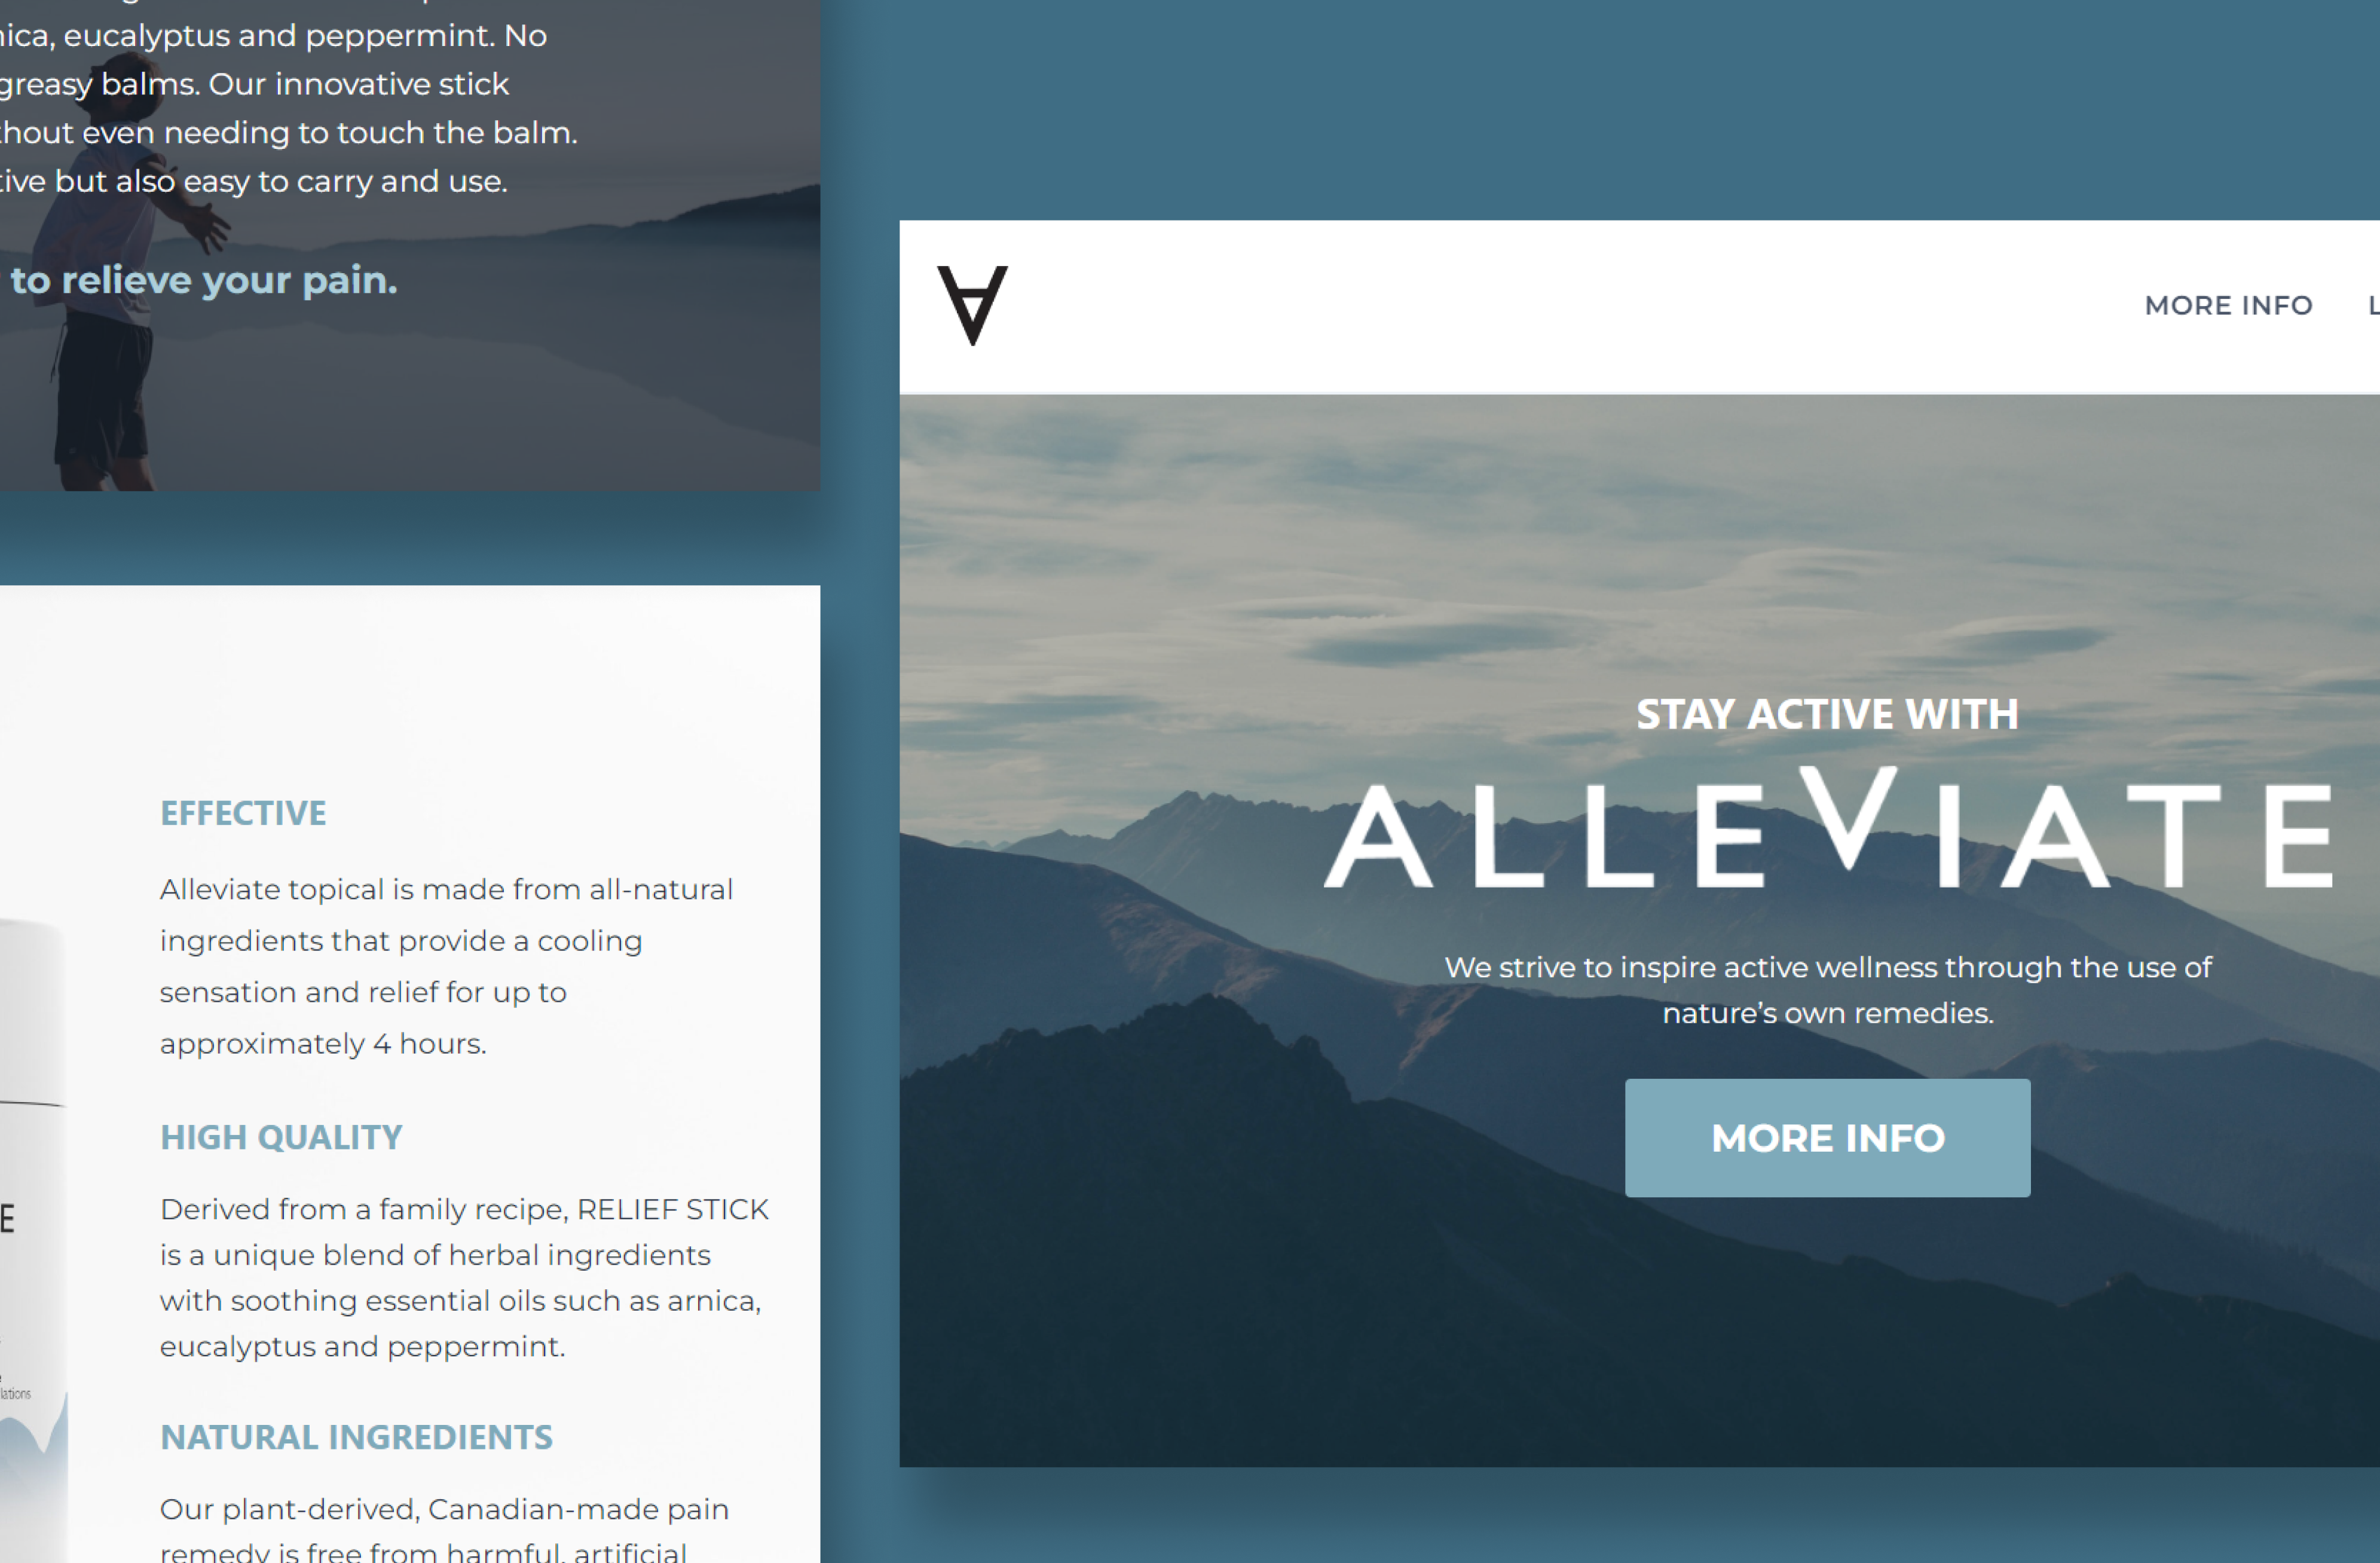 nica, eucalyptus and peppermint. No
greasy balms. Our innovative stick
thout even needing to touch the balm.
tive but also easy to carry and use.
to relieve your pain.
EFFECTIVE
Alleviate topical is made from all-natural
ingredients that provide a cooling
sensation and relief for up to
approximately 4 hours.
HIGH QUALITY
Derived from a family recipe, RELIEF STICK
is a unique blend of herbal ingredients
with soothing essential oils such as arnica,
eucalyptus and peppermint.
NATURAL INGREDIENTS
Our plant-derived, Canadian-made pain
remedy is free from harmful, artificial
E
lations
MORE INFO
STAY ACTIVE WITH
ALLEVIATE
We strive to inspire active wellness through the use of
nature’s own remedies.
MORE INFO